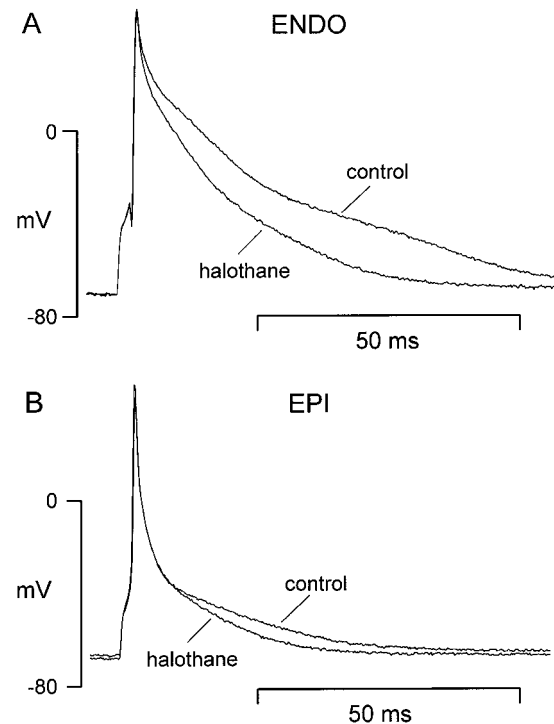 A ENDO
0
control
mV
halothane
-80
50 ms
B EPI
0
control
mV
halothane
-80
50 ms